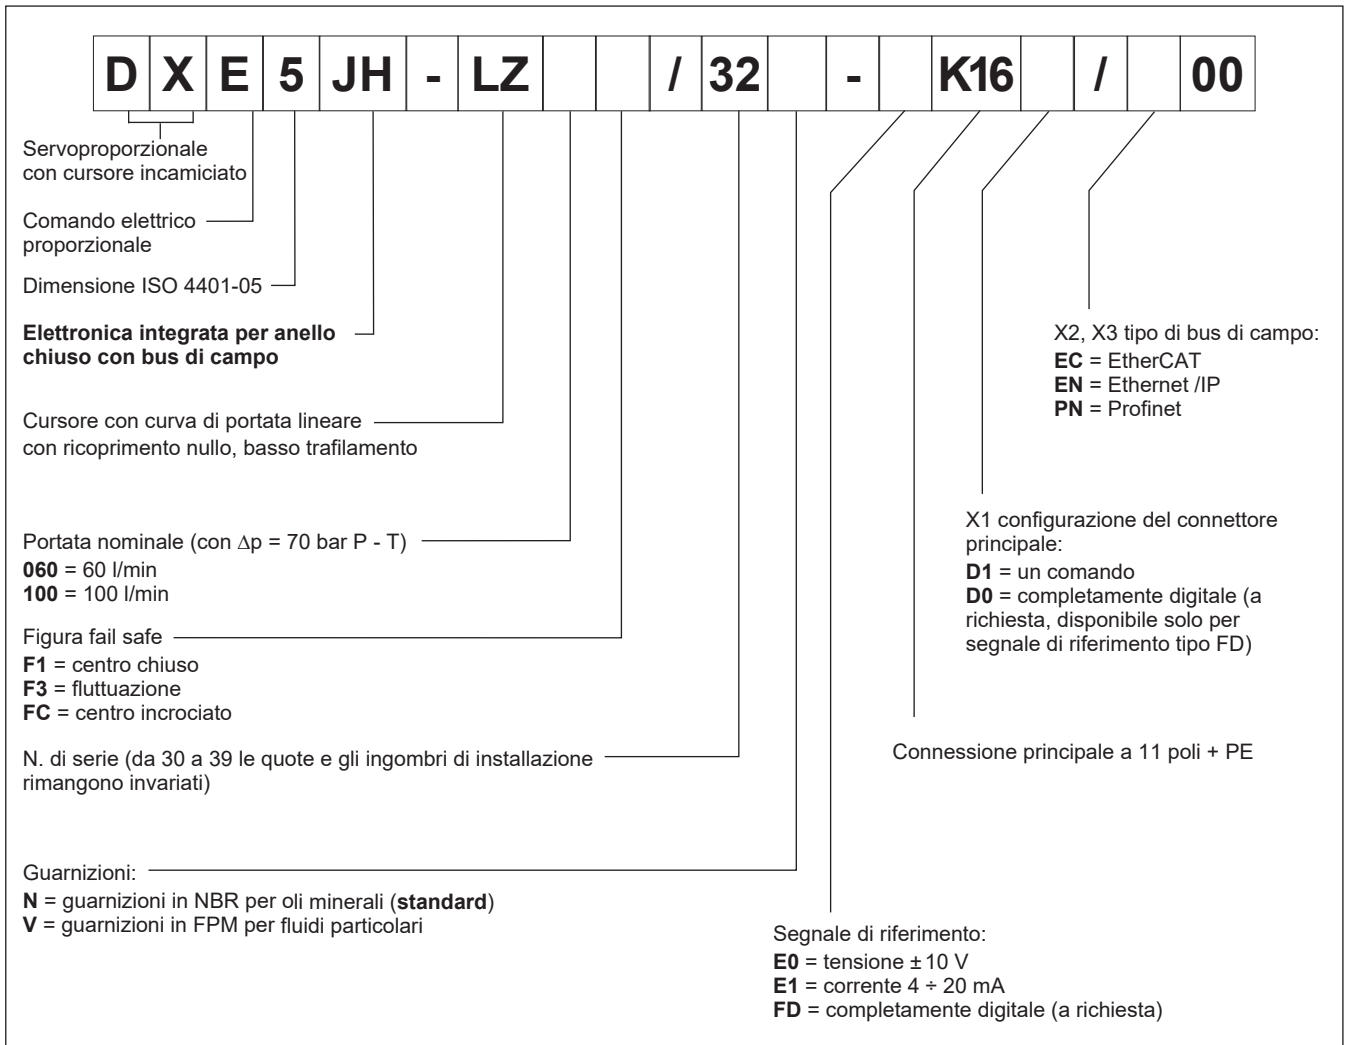 D X E 5 JH - LZ / 32 - K16 / 00
Servoproporzionale
con cursore incamiciato
Comando elettrico
proporzionale
Dimensione ISO 4401-05
Elettronica integrata per anello
chiuso con bus di campo
Cursore con curva di portata lineare
con ricoprimento nullo, basso trafilamento
Portata nominale (con Δp = 70 bar P - T)
060 = 60 l/min
100 = 100 l/min
Figura fail safe
F1 = centro chiuso
F3 = fluttuazione
FC = centro incrociato
N. di serie (da 30 a 39 le quote e gli ingombri di installazione
rimangono invariati)
Guarnizioni:
N = guarnizioni in NBR per oli minerali (standard)
V = guarnizioni in FPM per fluidi particolari
X2, X3 tipo di bus di campo:
EC = EtherCAT
EN = Ethernet /IP
PN = Profinet
X1 configurazione del connettore
principale:
D1 = un comando
D0 = completamente digitale (a
richiesta, disponibile solo per
segnale di riferimento tipo FD)
Connessione principale a 11 poli + PE
Segnale di riferimento:
E0 = tensione ± 10 V
E1 = corrente 4 ÷ 20 mA
FD = completamente digitale (a richiesta)